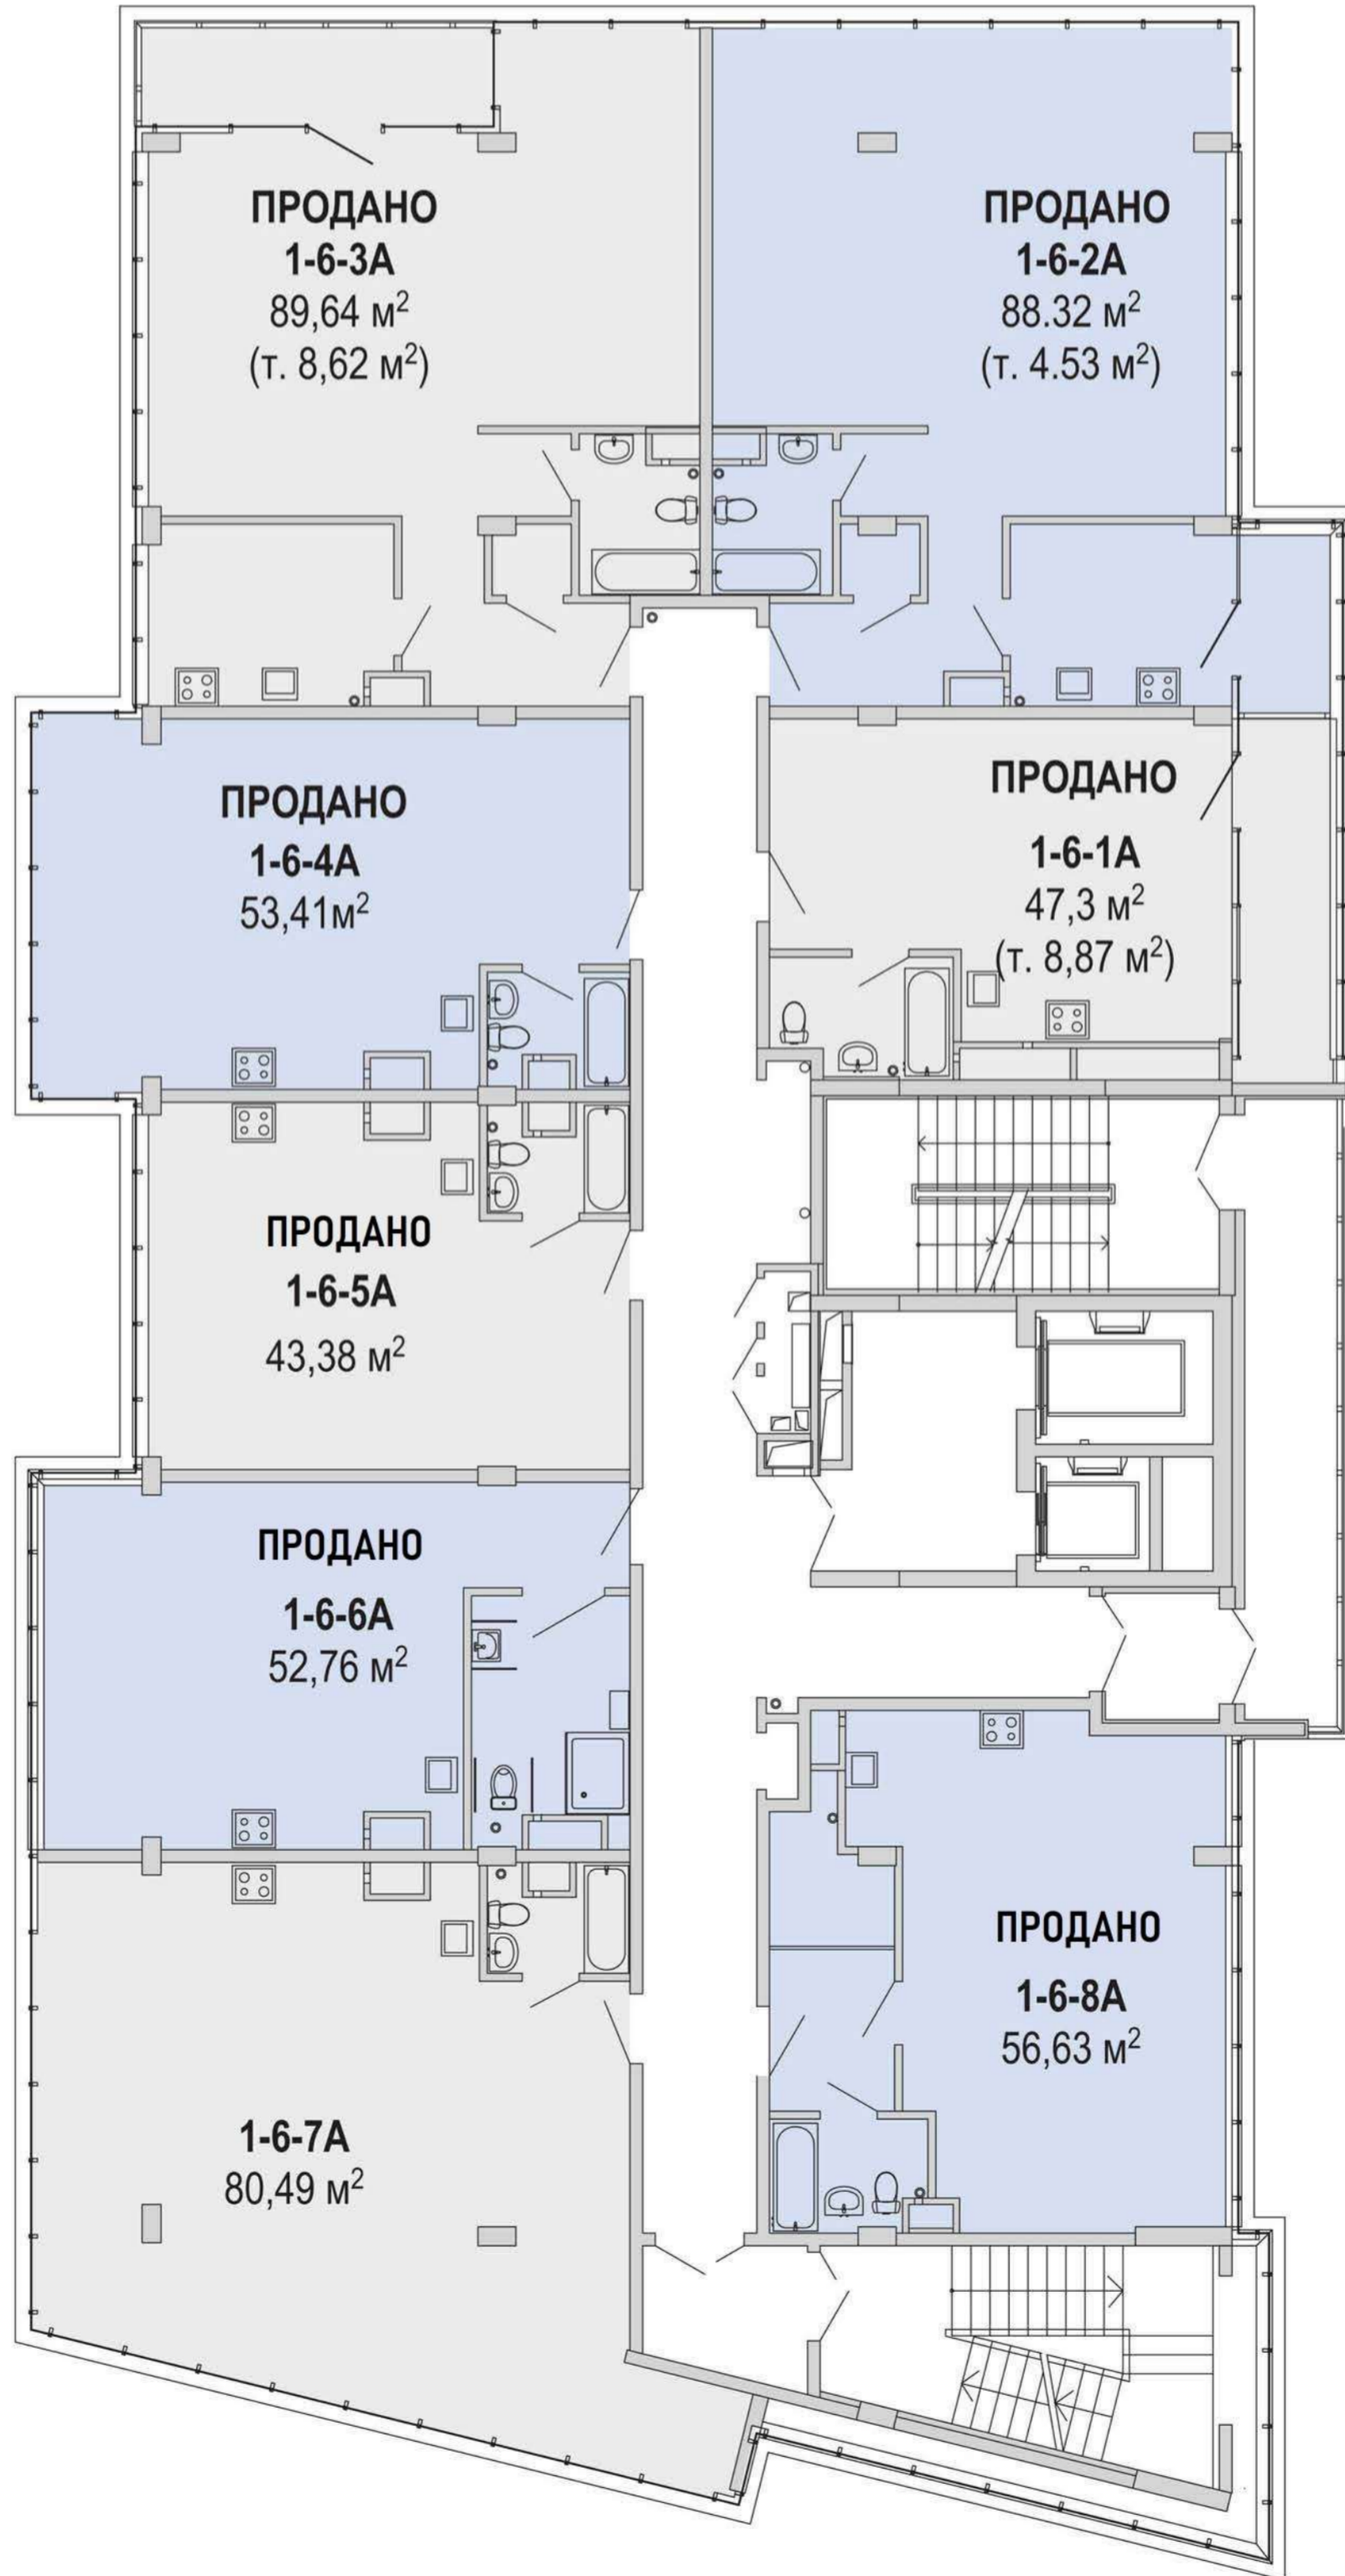 ПРОДАНО
1-6-3А
89,64 м²
(т. 8,62 м²)
ПРОДАНО
1-6-2А
88.32 м²
(т. 4.53 м²)
ПРОДАНО
1-6-4А
53,41м²
ПРОДАНО
1-6-1А
47,3 м²
(т. 8,87 м²)
ПРОДАНО
1-6-5А
43,38 м²
ПРОДАНО
1-6-6А
52,76 м²
ПРОДАНО
1-6-8А
56,63 м²
1-6-7А
80,49 м²